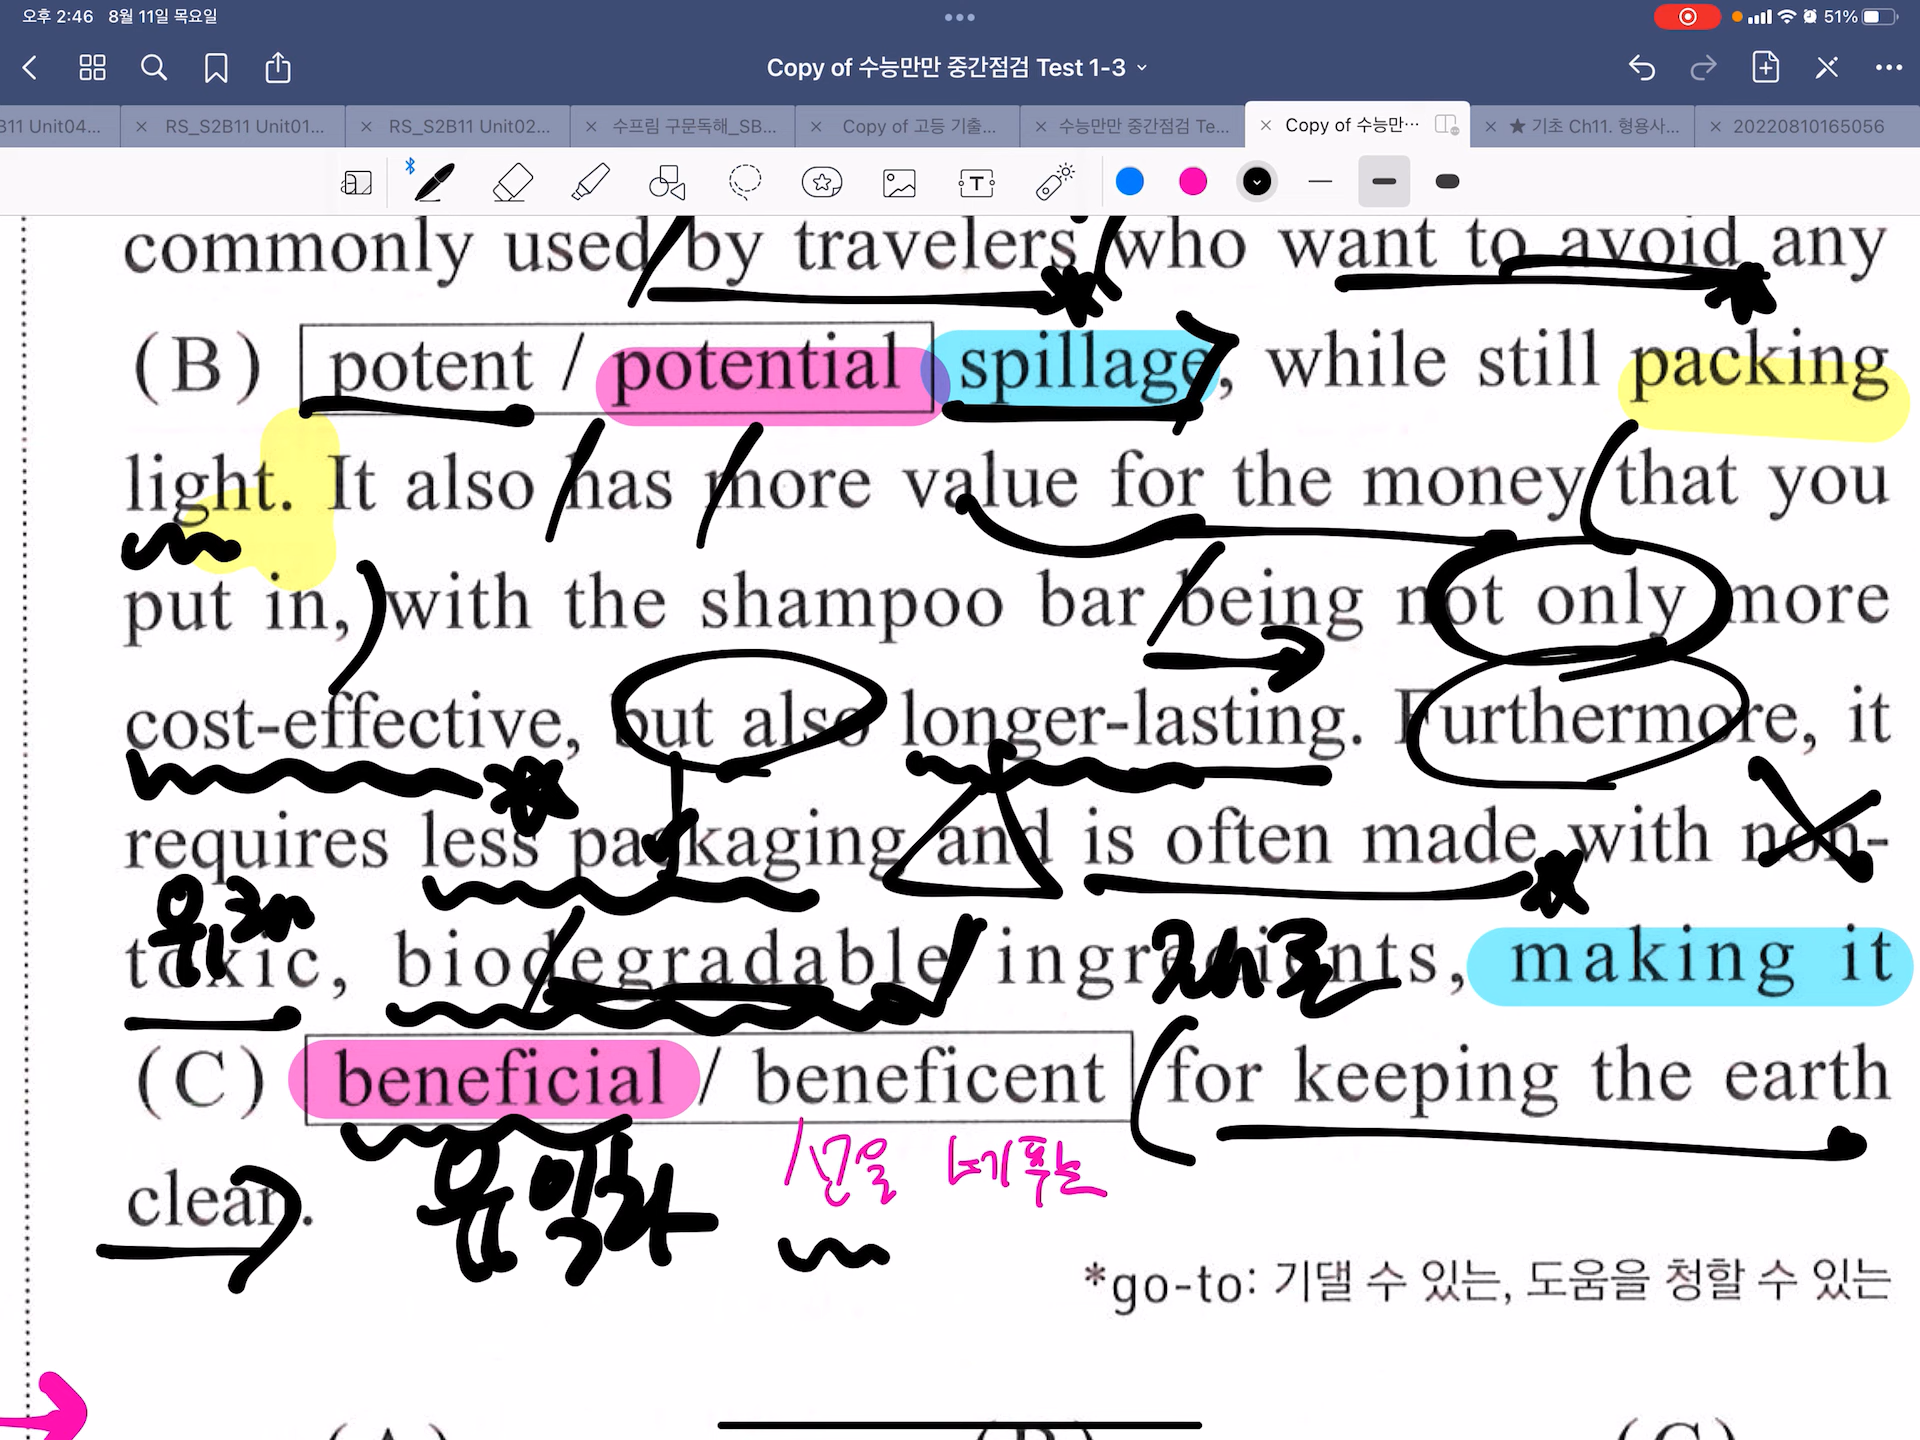 오후 2:46 8월 11일 목요일
51%
Copy of 수능만만 중간점검 Test 1-3
B11 Unit04... RS_S2B11 Unit01... RS_S2B11 Unit02... 수프림 구문독해_SB... Copy of 고등 기출... 수능만만 중간점검 Te... Copy of 수능만... ★ 기초 Ch11. 형용사... 20220810165056
commonly used by travelers who want to avoid any
(B) potent / potential spillage, while still packing
light. It also has more value for the money that you
put in, with the shampoo bar being not only more
cost-effective, but also longer-lasting. Furthermore, it
requires less packaging and is often made with non-
toxic, biodegradable ingredients, making it
재료
(C) beneficial / beneficent for keeping the earth
선을 베푸는
clean.
*go-to: 기댈 수 있는, 도움을 청할 수 있는